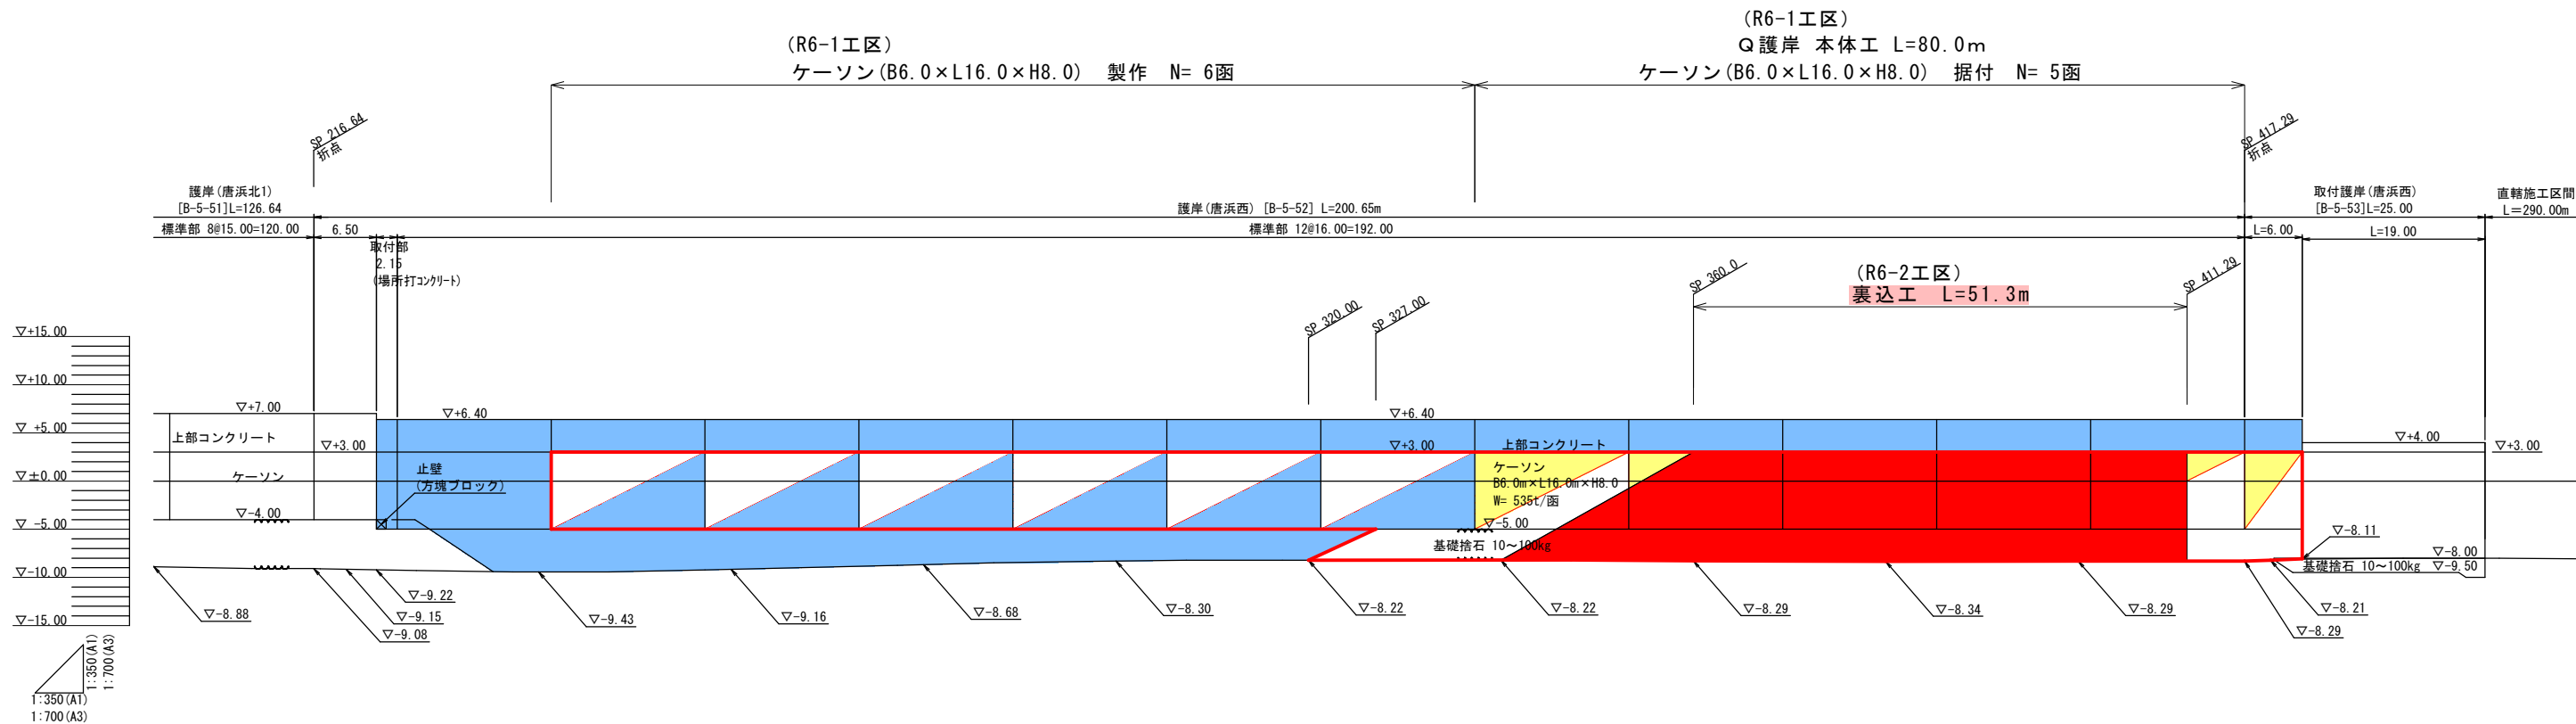 (R6-1工区)
ケーソン(B6.0×L16.0×H8.0) 製作 N= 6函
(R6-1工区)
Q護岸 本体工 L=80.0m
ケーソン(B6.0×L16.0×H8.0) 据付 N= 5函
SP 216.64
折点
SP 417.29
折点
護岸(唐浜北1)
[B-5-51]L=126.64
護岸(唐浜西) [B-5-52] L=200.65m
取付護岸(唐浜西)
[B-5-53]L=25.00
直轄施工区間
L=290.00m
標準部 8@15.00=120.00
6.50
取付部
2.15
(場所打コンクリート)
標準部 12@16.00=192.00
L=6.00
L=19.00
(R6-2工区)
裏込工 L=51.3m
SP 320.00
SP 327.00
SP 360.0
SP 411.29
▽+15.00
▽+10.00
▽ +5.00
▽±0.00
▽ -5.00
▽-10.00
▽-15.00
▽+7.00
▽+6.40
▽+6.40
上部コンクリート
▽+3.00
▽+3.00
上部コンクリート
▽+4.00
▽+3.00
ケーソン
止壁
(方塊ブロック)
ケーソン
B6.0m×L16.0m×H8.0
W= 535t/函
▽-4.00
▽-5.00
基礎捨石 10~100kg
▽-8.11
▽-8.00
基礎捨石 10~100kg
▽-9.50
▽-8.88
▽-9.08
▽-9.15
▽-9.22
▽-9.43
▽-9.16
▽-8.68
▽-8.30
▽-8.22
▽-8.22
▽-8.29
▽-8.34
▽-8.29
▽-8.29
▽-8.21
1:350(A1)
1:700(A3)
1:350(A1)
1:700(A3)